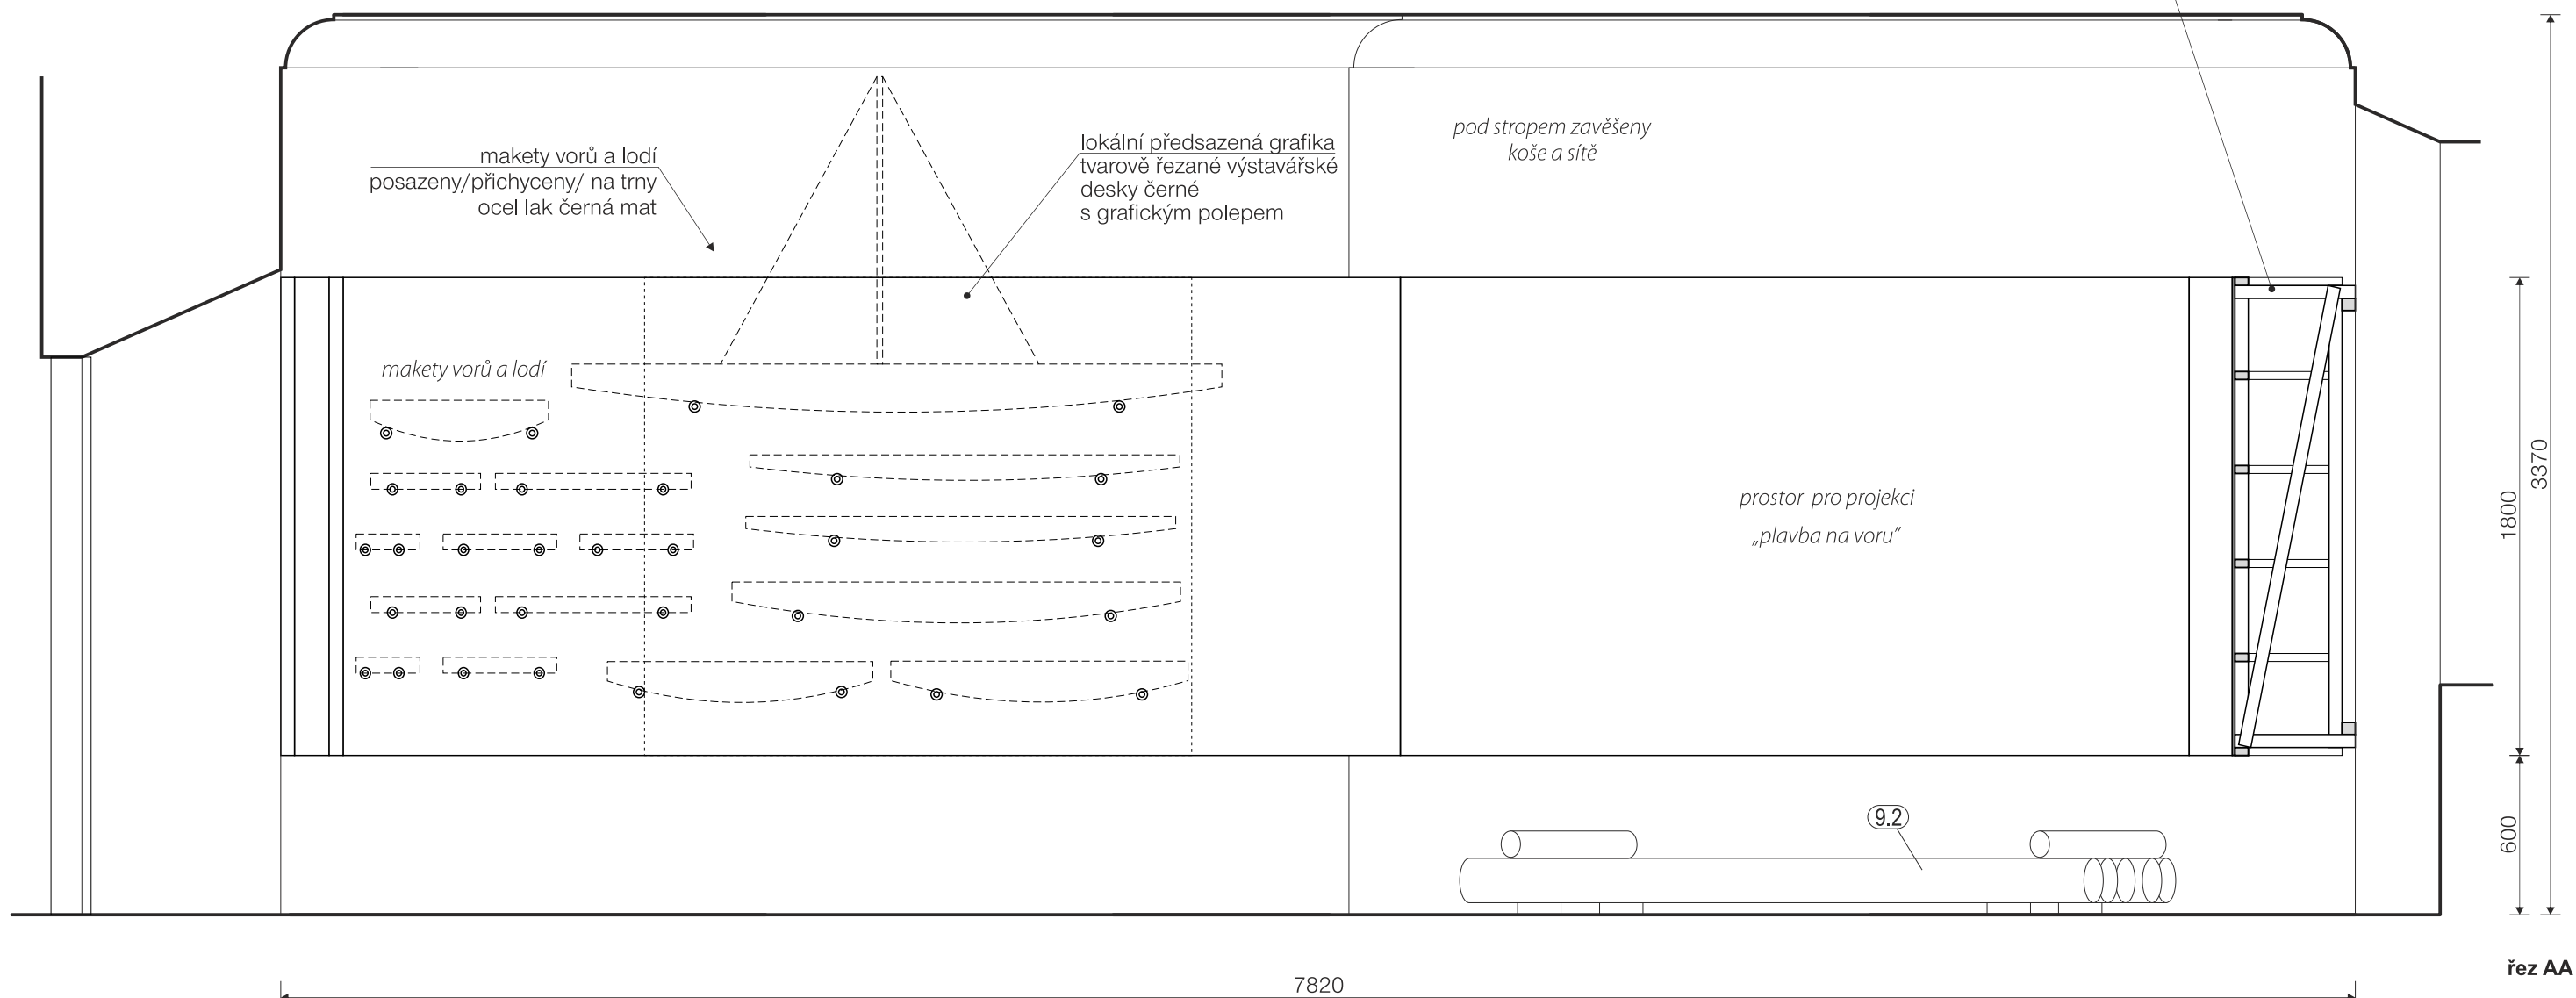 makety vorů a lodí
posazeny/přichyceny/ na trny
ocel lak černá mat
lokální předsazená grafika
tvarově řezané výstavářské
desky černé
s grafickým polepem
pod stropem zavěšeny
koše a sítě
makety vorů a lodí
prostor pro projekci
„plavba na voru”
9.2
1800
3370
600
řez AA
7820